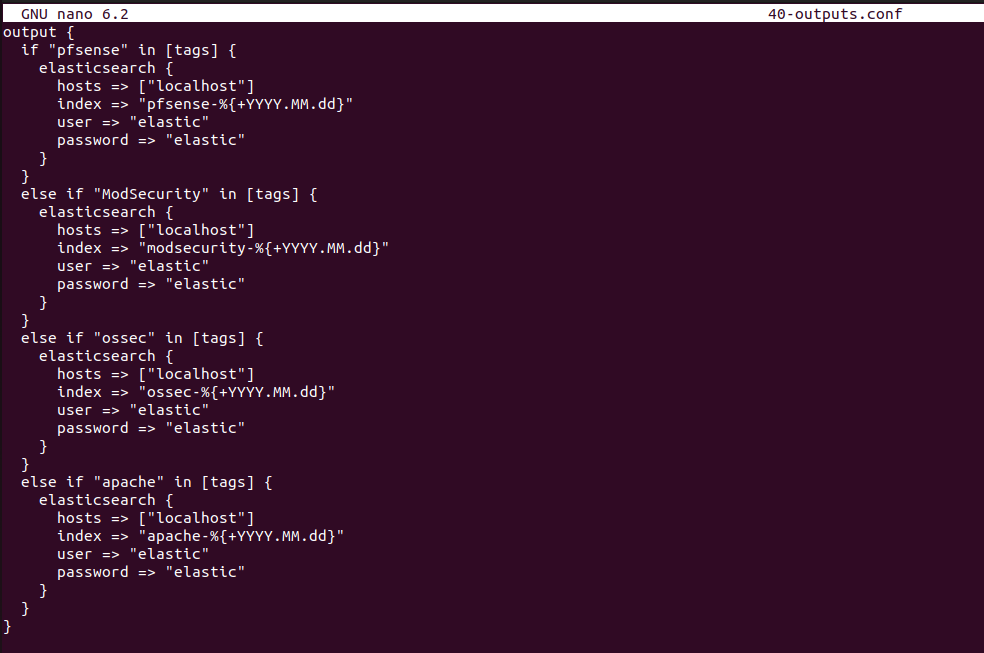 GNU nano 6.2 40-outputs.conf
output {
  if "pfsense" in [tags] {
    elasticsearch {
      hosts => ["localhost"]
      index => "pfsense-%{+YYYY.MM.dd}"
      user => "elastic"
      password => "elastic"
    }
  }
  else if "ModSecurity" in [tags] {
    elasticsearch {
      hosts => ["localhost"]
      index => "modsecurity-%{+YYYY.MM.dd}"
      user => "elastic"
      password => "elastic"
    }
  }
  else if "ossec" in [tags] {
    elasticsearch {
      hosts => ["localhost"]
      index => "ossec-%{+YYYY.MM.dd}"
      user => "elastic"
      password => "elastic"
    }
  }
  else if "apache" in [tags] {
    elasticsearch {
      hosts => ["localhost"]
      index => "apache-%{+YYYY.MM.dd}"
      user => "elastic"
      password => "elastic"
    }
  }
}